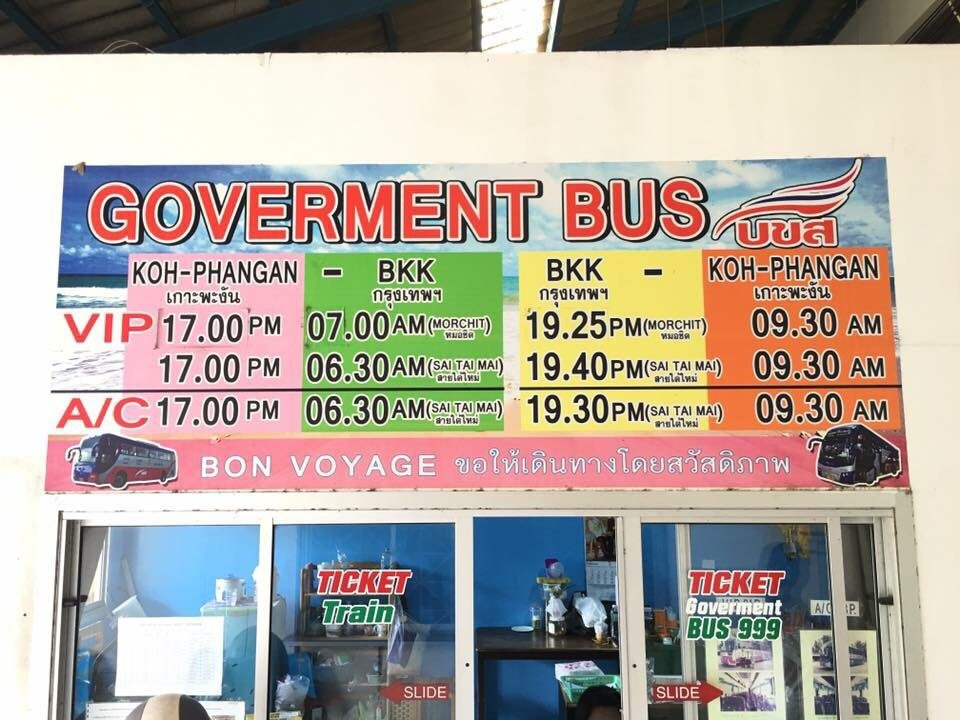 GOVERMENT BUS บขส
KOH-PHANGAN - BKK BKK - KOH-PHANGAN
เกาะพะงัน กรุงเทพฯ กรุงเทพฯ เกาะพะงัน
VIP 17.00 PM 07.00 AM (MORCHIT) หมอชิต 19.25 PM (MORCHIT) หมอชิต 09.30 AM
17.00 PM 06.30 AM (SAI TAI MAI) สายใต้ใหม่ 19.40 PM (SAI TAI MAI) สายใต้ใหม่ 09.30 AM
A/C 17.00 PM 06.30 AM (SAI TAI MAI) สายใต้ใหม่ 19.30 PM (SAI TAI MAI) สายใต้ใหม่ 09.30 AM
BON VOYAGE ขอให้เดินทางโดยสวัสดิภาพ
TICKET
Train
TICKET
Goverment
BUS 999
SLIDE
SLIDE